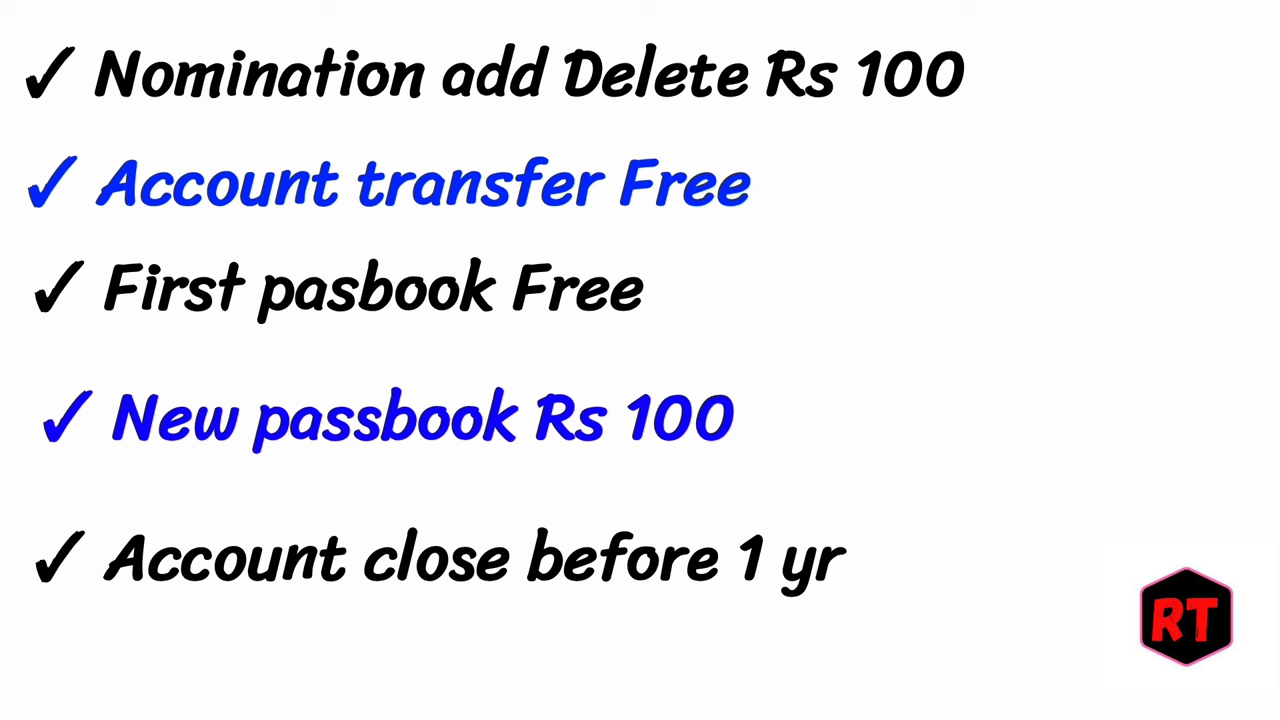 ✓ Nomination add Delete Rs 100
✓ Account transfer Free
✓ First pasbook Free
✓ New passbook Rs 100
✓ Account close before 1 yr
RT